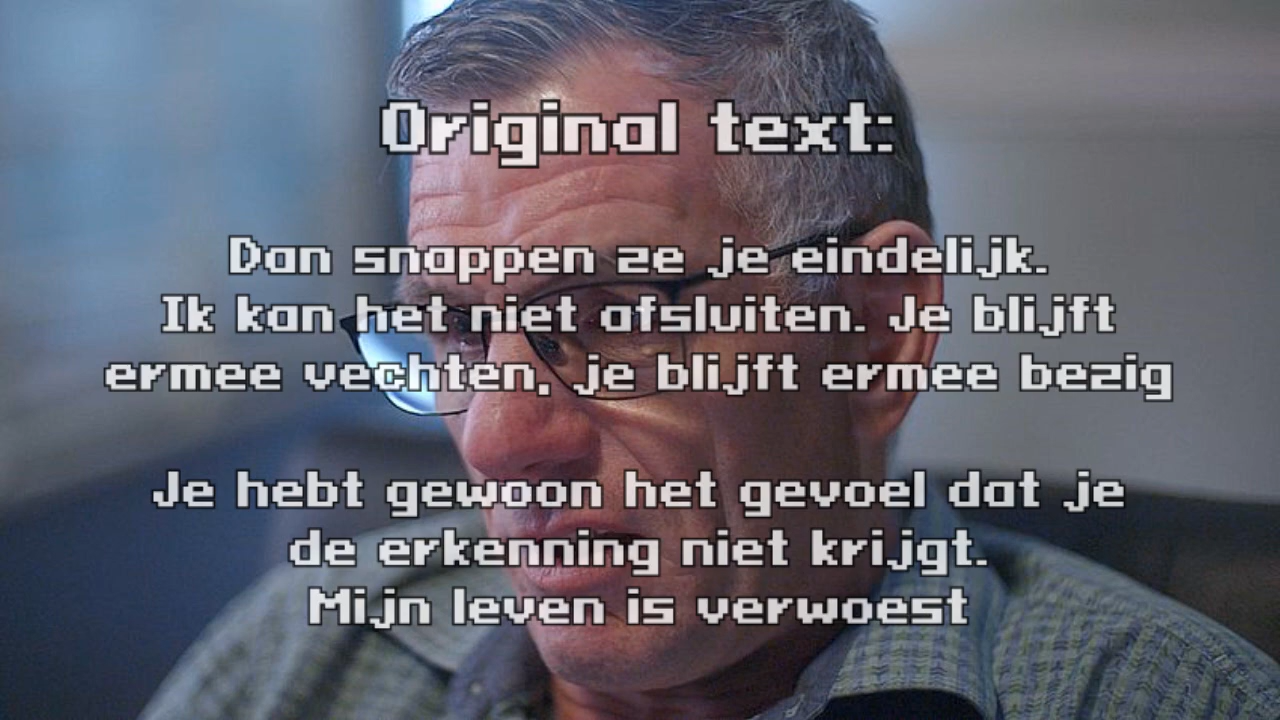 Original text:
Dan snappen ze je eindelijk.
Ik kan het niet afsluiten. Je blijft
ermee vechten, je blijft ermee bezig
Je hebt gewoon het gevoel dat je
de erkenning niet krijgt.
Mijn leven is verwoest